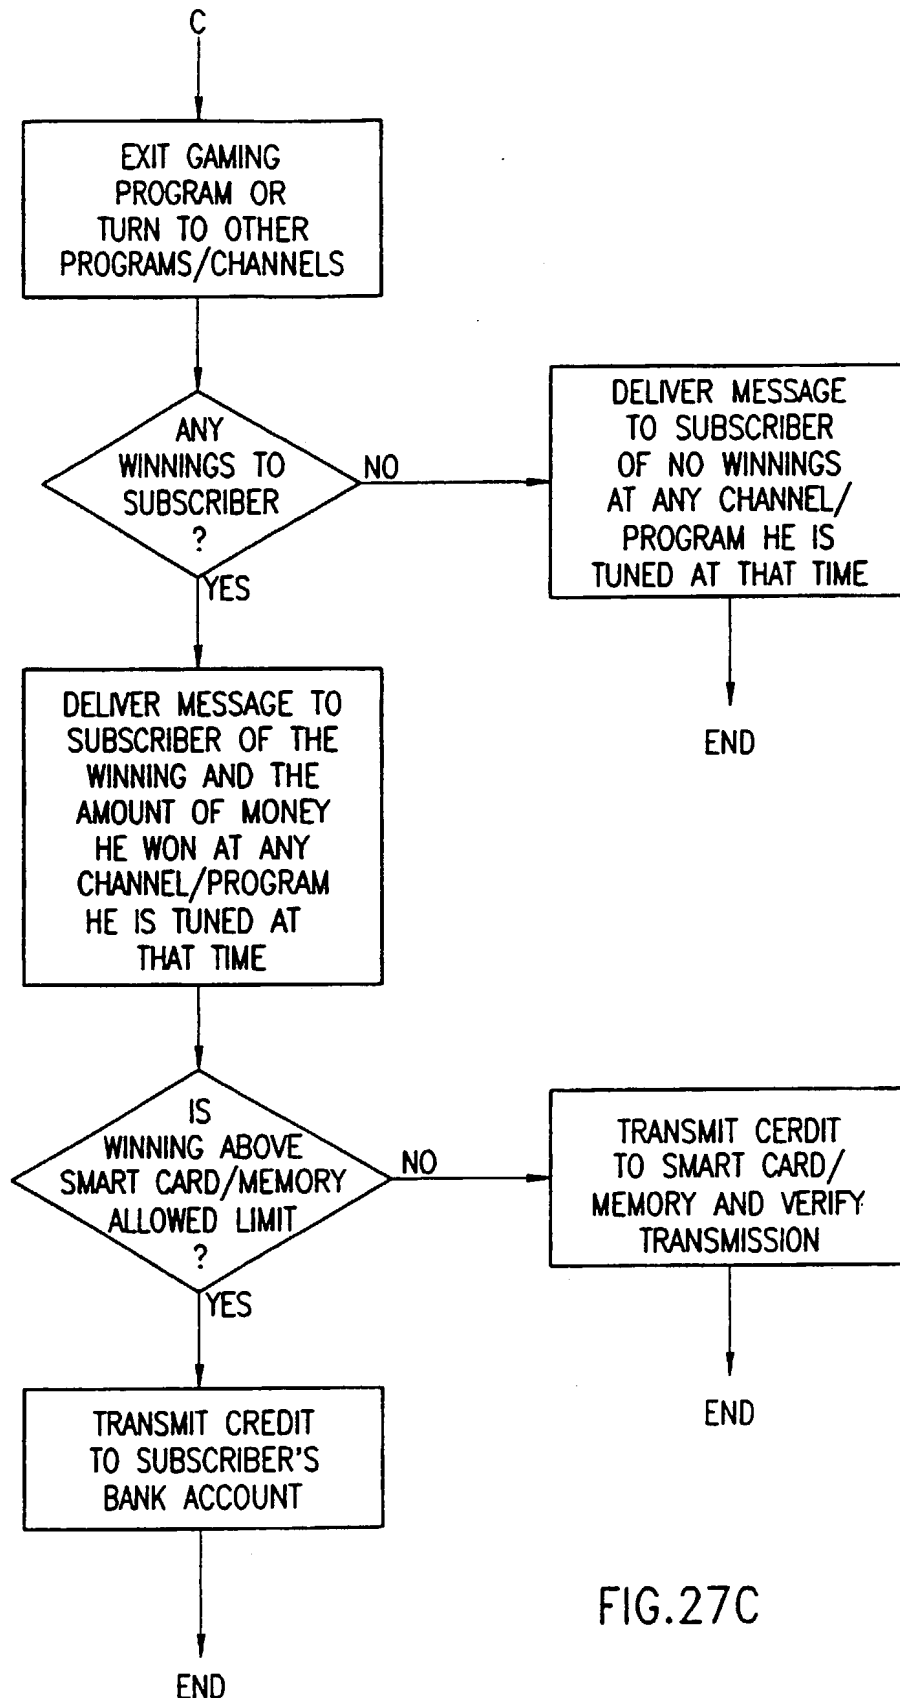 C
EXIT GAMING
PROGRAM OR
TURN TO OTHER
PROGRAMS/CHANNELS
ANY
WINNINGS TO
SUBSCRIBER
?
NO
YES
DELIVER MESSAGE
TO SUBSCRIBER
OF NO WINNINGS
AT ANY CHANNEL/
PROGRAM HE IS
TUNED AT THAT TIME
END
DELIVER MESSAGE TO
SUBSCRIBER OF THE
WINNING AND THE
AMOUNT OF MONEY
HE WON AT ANY
CHANNEL/PROGRAM
HE IS TUNED AT
THAT TIME
IS
WINNING ABOVE
SMART CARD/MEMORY
ALLOWED LIMIT
?
NO
YES
TRANSMIT CERDIT
TO SMART CARD/
MEMORY AND VERIFY
TRANSMISSION
END
TRANSMIT CREDIT
TO SUBSCRIBER'S
BANK ACCOUNT
END
FIG.27C